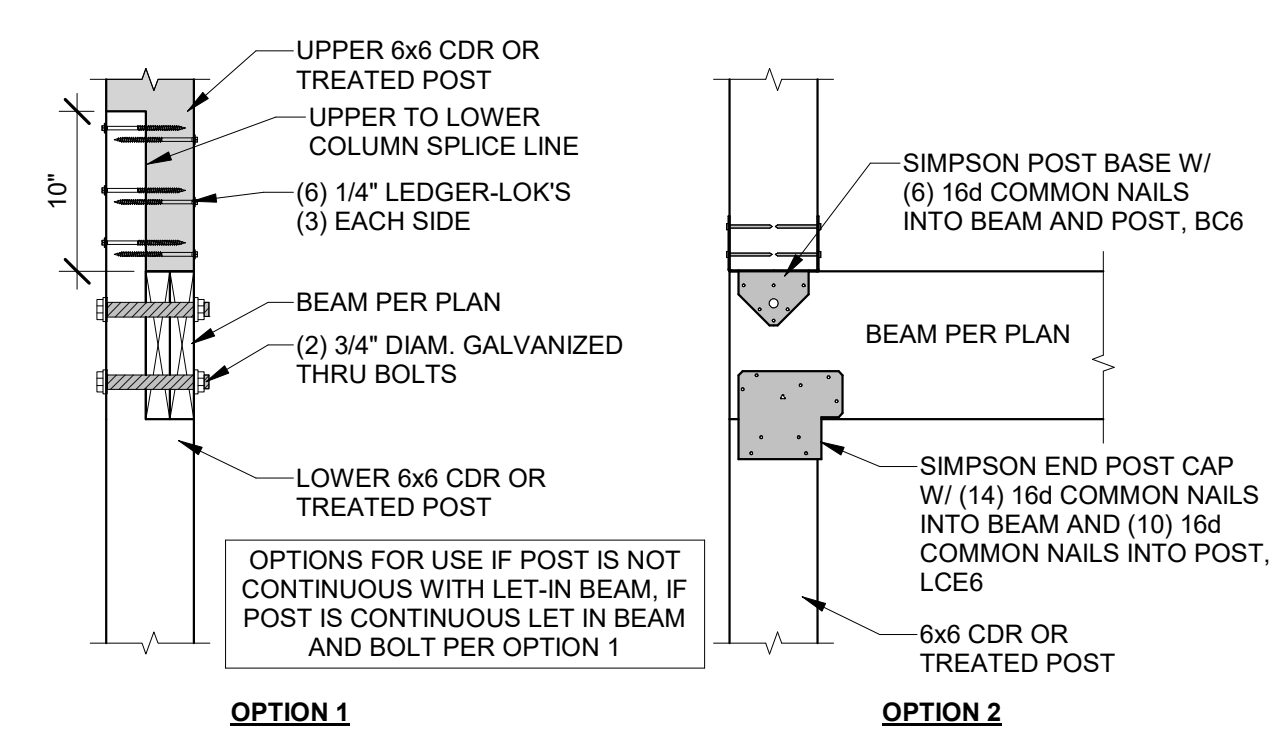 UPPER 6x6 CDR OR
TREATED POST
UPPER TO LOWER
COLUMN SPLICE LINE
10"
(6) 1/4" LEDGER-LOK'S
(3) EACH SIDE
BEAM PER PLAN
(2) 3/4" DIAM. GALVANIZED
THRU BOLTS
LOWER 6x6 CDR OR
TREATED POST
OPTIONS FOR USE IF POST IS NOT
CONTINUOUS WITH LET-IN BEAM, IF
POST IS CONTINUOUS LET IN BEAM
AND BOLT PER OPTION 1
OPTION 1
SIMPSON POST BASE W/
(6) 16d COMMON NAILS
INTO BEAM AND POST, BC6
BEAM PER PLAN
SIMPSON END POST CAP
W/ (14) 16d COMMON NAILS
INTO BEAM AND (10) 16d
COMMON NAILS INTO POST,
LCE6
6x6 CDR OR
TREATED POST
OPTION 2